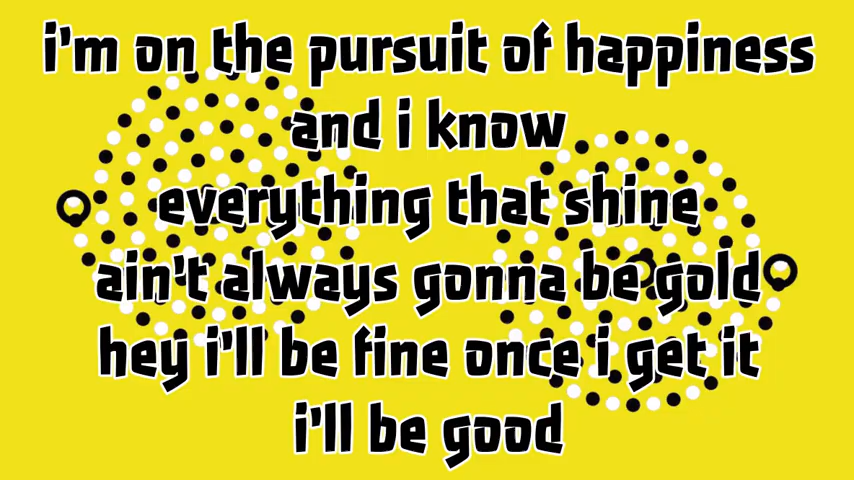 i'm on the pursuit of happiness
and i know
everything that shine
ain't always gonna be gold
hey i'll be fine once i get it
i'll be good